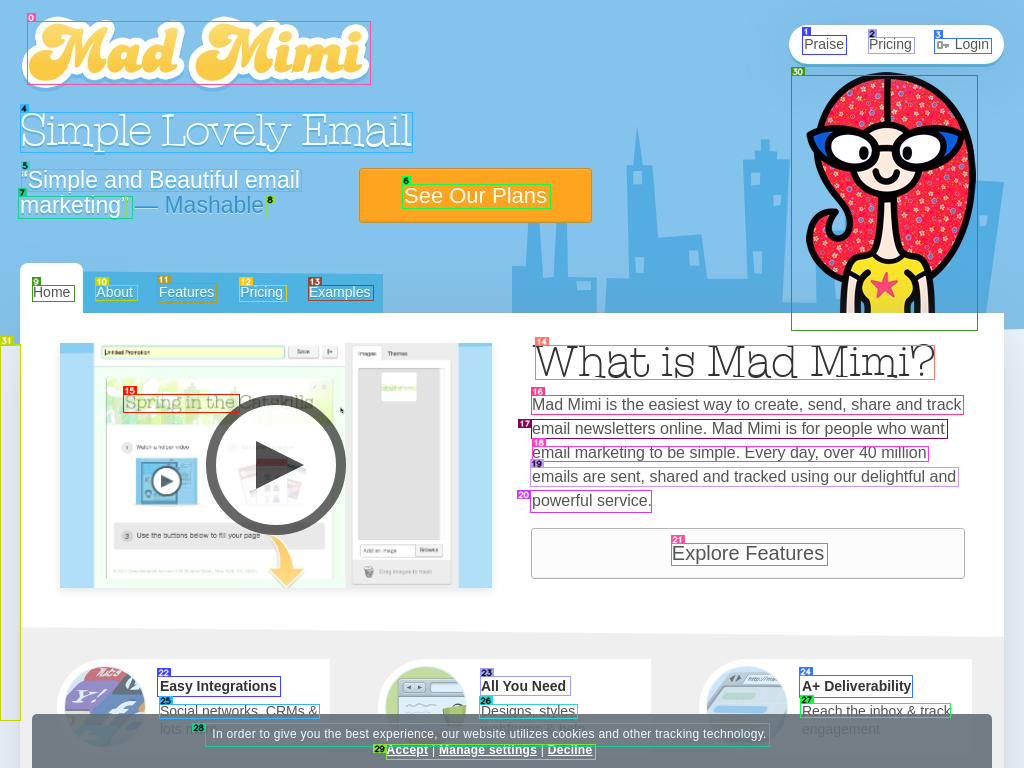 Mad Mimi
Praise
Pricing
Login
Simple Lovely Email
“Simple and Beautiful email
marketing” — Mashable
See Our Plans
Home
About
Features
Pricing
Examples
Untitled Promotion
Save
Images
Themes
Spring in the Catskills
1 Watch a helper video
2
3 Use the buttons below to fill your page
Add an image
Browse
Drag images to trash
What is Mad Mimi?
Mad Mimi is the easiest way to create, send, share and track
email newsletters online. Mad Mimi is for people who want
email marketing to be simple. Every day, over 40 million
emails are sent, shared and tracked using our delightful and
powerful service.
Explore Features
Easy Integrations
Social networks, CRMs &
lots
All You Need
Designs, styles,
A+ Deliverability
Reach the inbox & track
engagement
In order to give you the best experience, our website utilizes cookies and other tracking technology.
Accept | Manage settings | Decline